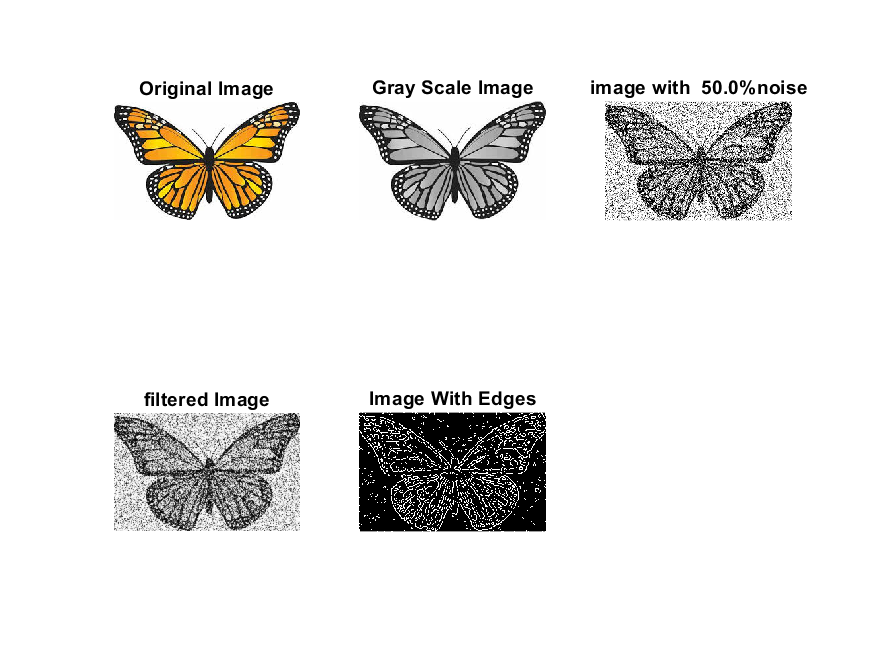 Original Image
Gray Scale Image
image with  50.0%noise
filtered Image
Image With Edges